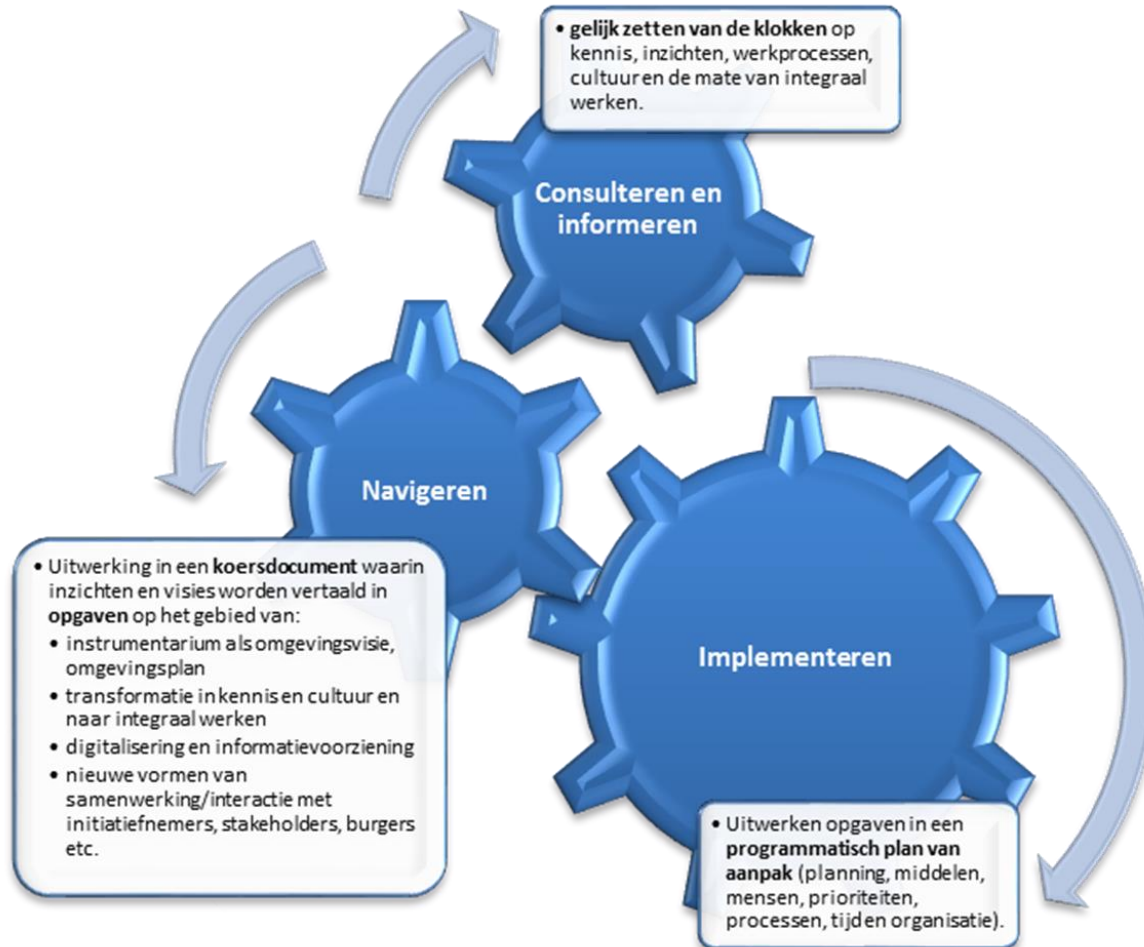 • gelijk zetten van de klokken op
kennis, inzichten, werkprocessen,
cultuur en de mate van integraal
werken.
Consulteren en
informeren
Navigeren
• Uitwerking in een koersdocument waarin
inzichten en visies worden vertaald in
opgaven op het gebied van:
• instrumentarium als omgevingsvisie,
omgevingsplan
• transformatie in kennis en cultuur en
naar integraal werken
• digitalisering en informatievoorziening
• nieuwe vormen van
samenwerking/interactie met
initiatiefnemers, stakeholders, burgers
etc.
Implementeren
• Uitwerken opgaven in een
programmatisch plan van
aanpak (planning, middelen,
mensen, prioriteiten,
processen, tijd en organisatie).